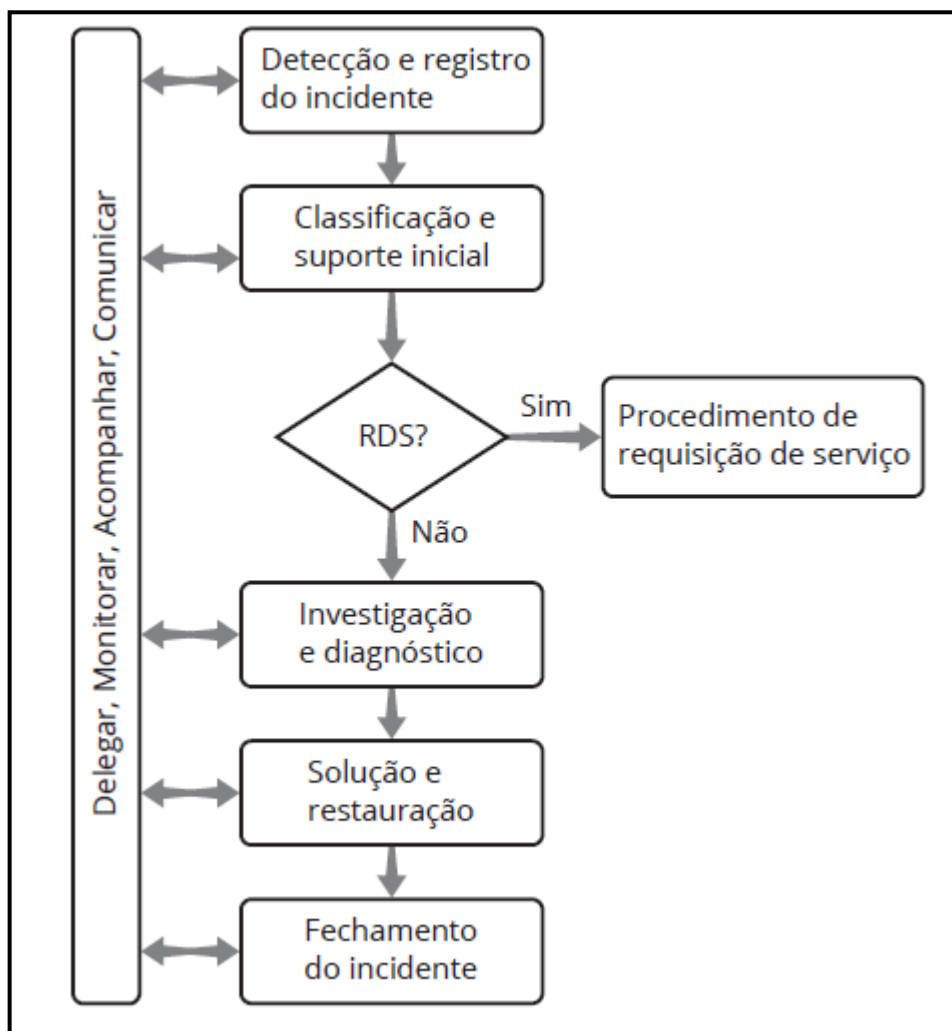 Delegar, Monitorar, Acompanhar, Comunicar
Detecção e registro
do incidente
Classificação e
suporte inicial
RDS?
Sim
Procedimento de
requisição de serviço
Não
Investigação
e diagnóstico
Solução e
restauração
Fechamento
do incidente